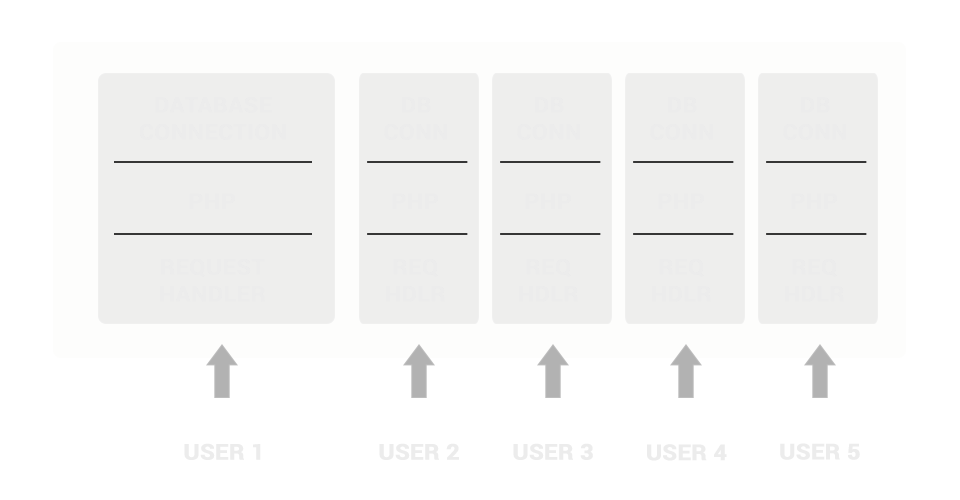 DATABASE
CONNECTION
PHP
REQUEST
HANDLER
DB
CONN
PHP
REQ
HDLR
DB
CONN
PHP
REQ
HDLR
DB
CONN
PHP
REQ
HDLR
DB
CONN
PHP
REQ
HDLR
USER 1
USER 2
USER 3
USER 4
USER 5